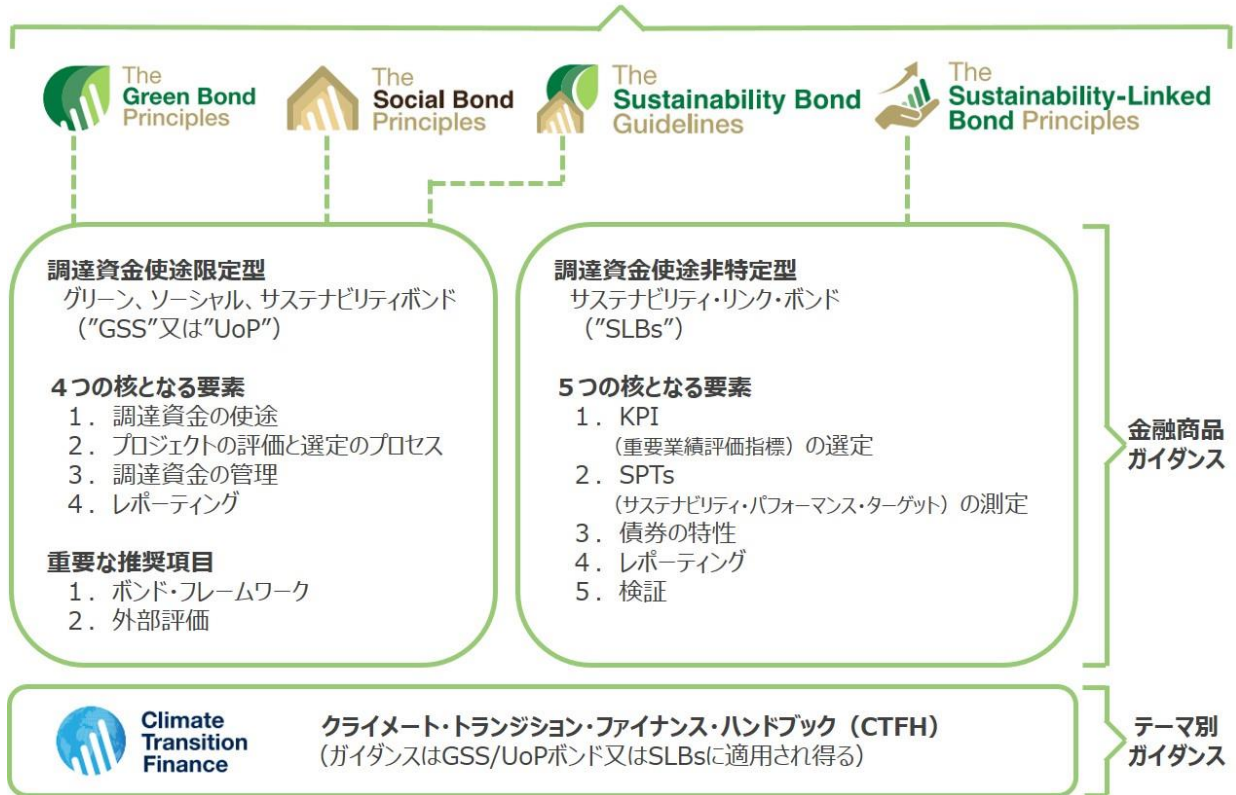 The
Green Bond
Principles
The
Social Bond
Principles
The
Sustainability Bond
Guidelines
The
Sustainability-Linked
Bond Principles
調達資金使途限定型
グリーン、ソーシャル、サステナビリティボンド
（”GSS”又は”UoP”）
４つの核となる要素
１．調達資金の使途
２．プロジェクトの評価と選定のプロセス
３．調達資金の管理
４．レポーティング
重要な推奨項目
１．ボンド・フレームワーク
２．外部評価
調達資金使途非特定型
サステナビリティ・リンク・ボンド
（”SLBs”）
５つの核となる要素
１．KPI
（重要業績評価指標）の選定
２．SPTs
（サステナビリティ・パフォーマンス・ターゲット）の測定
３．債券の特性
４．レポーティング
５．検証
金融商品
ガイダンス
Climate
Transition
Finance
クライメート・トランジション・ファイナンス・ハンドブック（CTFH）
（ガイダンスはGSS/UoPボンド又はSLBsに適用され得る）
テーマ別
ガイダンス